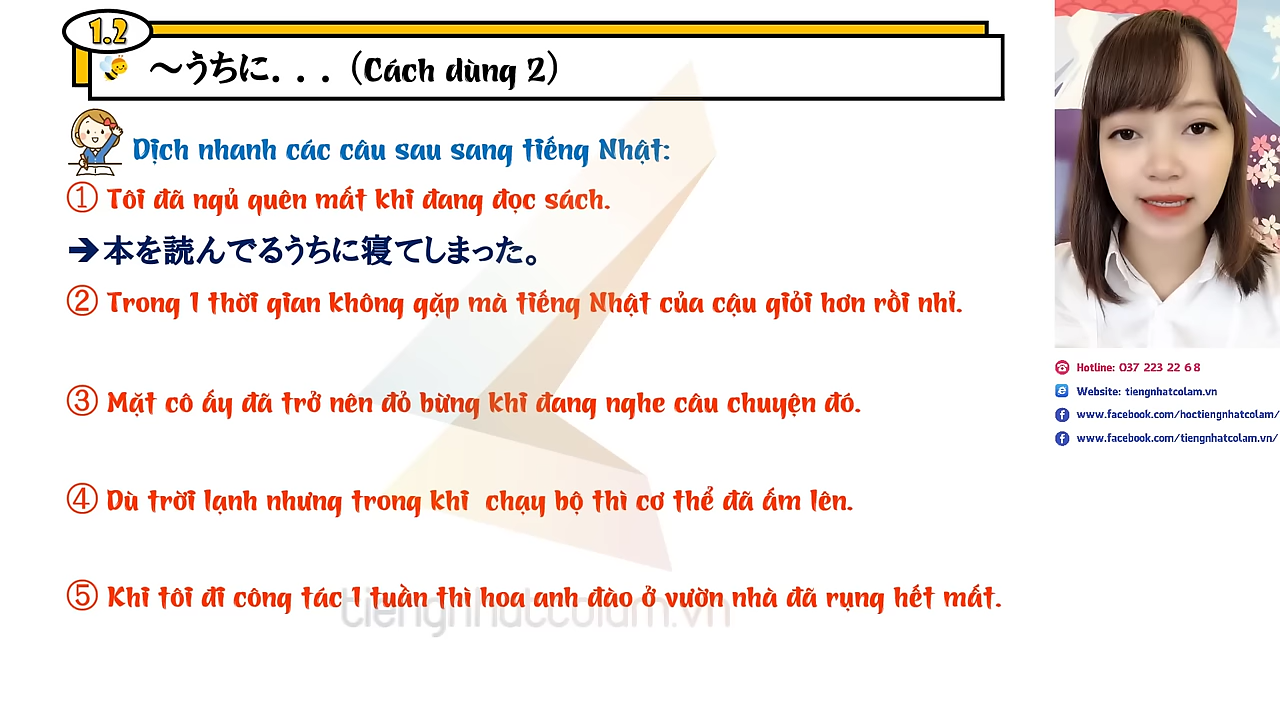 1.2
～うちに．．．（Cách dùng 2）
Dịch nhanh các câu sau sang tiếng Nhật:
① Tôi đã ngủ quên mất khi đang đọc sách.
➔本を読んでるうちに寝てしまった。
② Trong 1 thời gian không gặp mà tiếng Nhật của cậu giỏi hơn rồi nhỉ.
③ Mặt cô ấy đã trở nên đỏ bừng khi đang nghe câu chuyện đó.
④ Dù trời lạnh nhưng trong khi chạy bộ thì cơ thể đã ấm lên.
⑤ Khi tôi đi công tác 1 tuần thì hoa anh đào ở vườn nhà đã rụng hết mất.
tiengnhatcolam.vn
Hotline: 037 223 22 68
Website: tiengnhatcolam.vn
www.facebook.com/hoctiengnhatcolam/
www.facebook.com/tiengnhatcolam.vn/